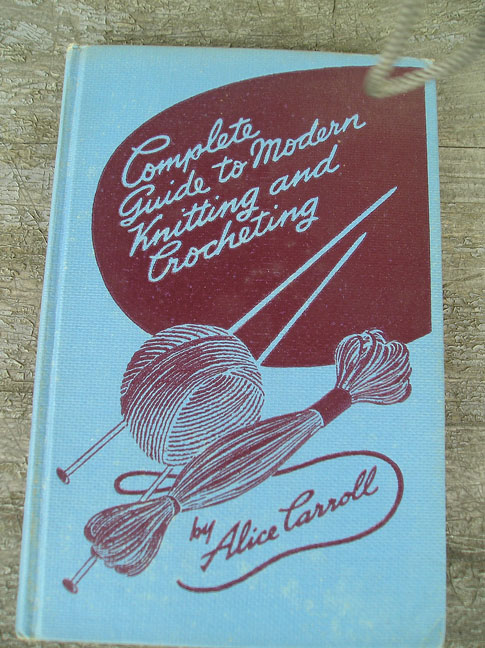 Complete
Guide to Modern
Knitting and
Crocheting
by Alice Carroll